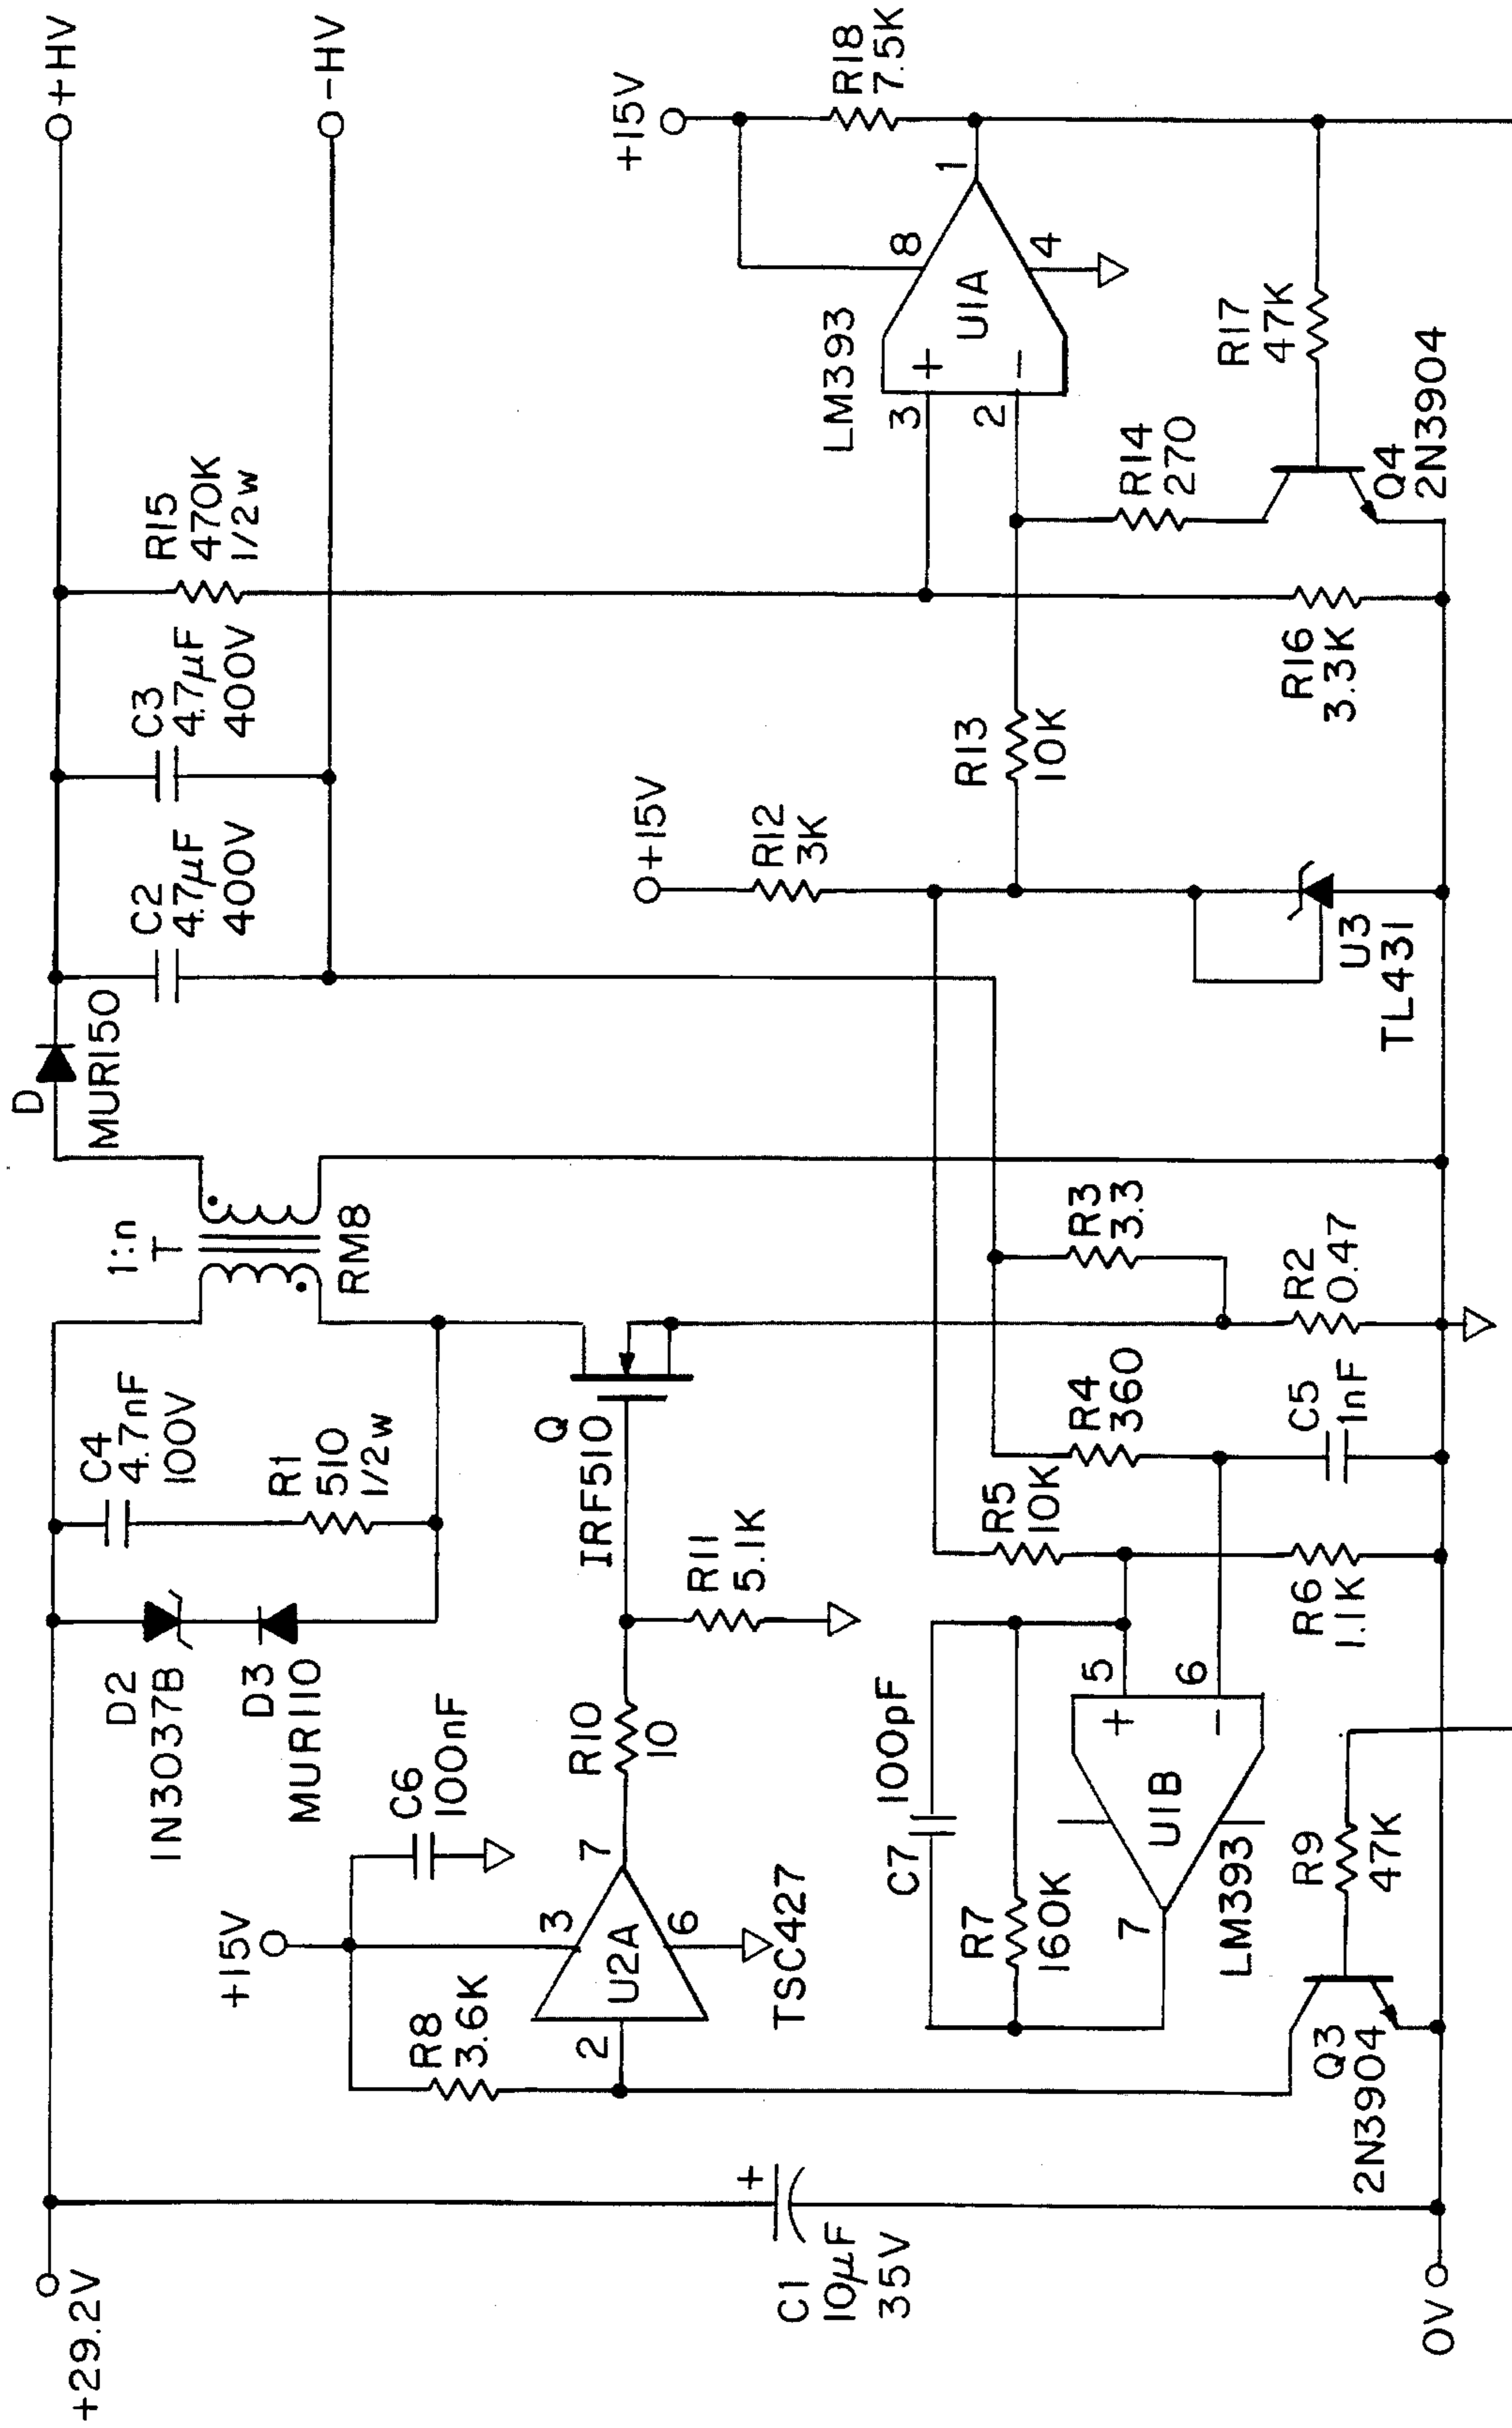 +29.2V
0V
C1
10µF
35V
+15V
R8
3.6K
2
3
U2A
6
7
TSC427
C6
100nF
R10
10
D2
1N3037B
D3
MUR110
C4
4.7nF
100V
R1
510
1/2w
R11
5.1K
Q
IRF510
1:n
T
RM8
D
MUR150
C2
4.7µF
400V
C3
4.7µF
400V
R15
470K
1/2w
+HV
-HV
Q3
2N3904
R9
47K
C7
100pF
R7
160K
7
U1B
LM393
+
-
5
6
R5
10K
R6
1.1K
R4
360
C5
1nF
R3
3.3
R2
0.47
+15V
R12
3K
U3
TL431
R13
10K
R16
3.3K
R14
270
Q4
2N3904
R17
47K
LM393
3
2
+
-
U1A
8
4
1
+15V
R18
7.5K
+